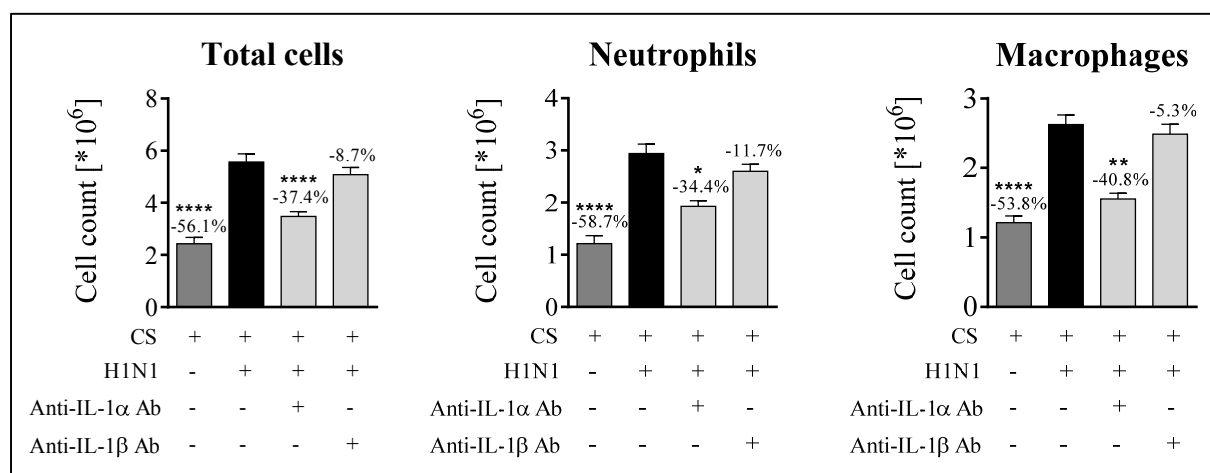 Total cells
Cell count [*10^6]
8
6
4
2
0
****
-56.1%
****
-37.4%
-8.7%
CS + + + +
H1N1 - + + +
Anti-IL-1α Ab - - + -
Anti-IL-1β Ab - - - +
Neutrophils
Cell count [*10^6]
4
3
2
1
0
****
-58.7%
*
-34.4%
-11.7%
CS + + + +
H1N1 - + + +
Anti-IL-1α Ab - - + -
Anti-IL-1β Ab - - - +
Macrophages
Cell count [*10^6]
3
2
1
0
****
-53.8%
**
-40.8%
-5.3%
CS + + + +
H1N1 - + + +
Anti-IL-1α Ab - - + -
Anti-IL-1β Ab - - - +